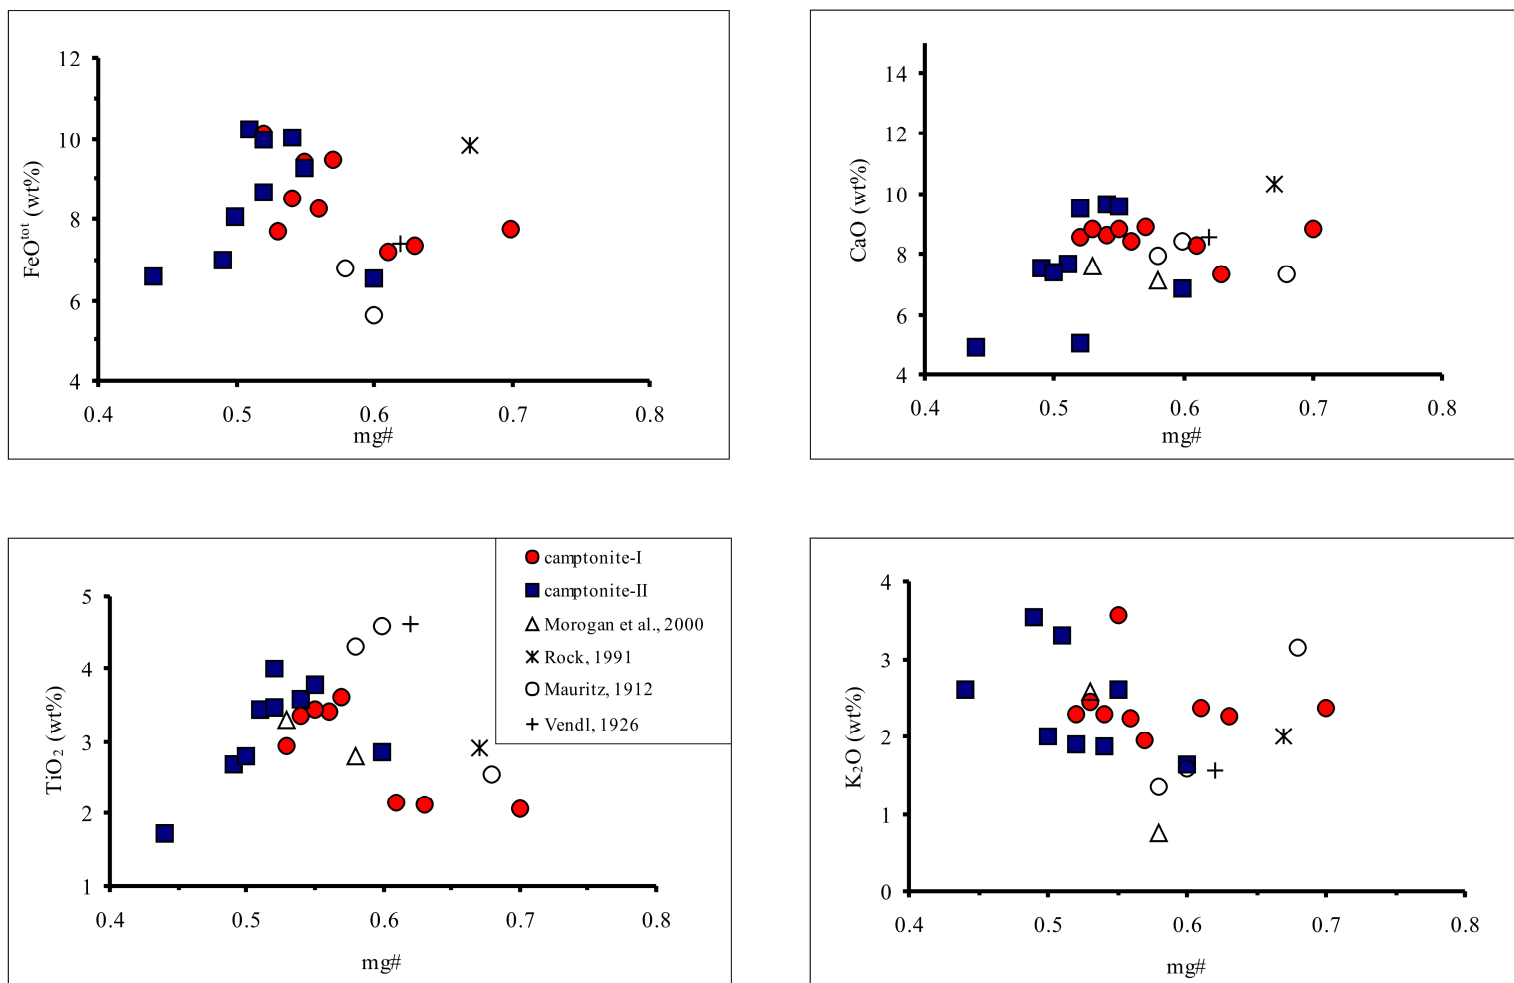 12
10
8
6
4
FeO^tot (wt%)
0.4 0.5 0.6 0.7 0.8
mg#
14
12
10
8
6
4
CaO (wt%)
0.4 0.5 0.6 0.7 0.8
mg#
5
4
3
2
1
TiO₂ (wt%)
0.4 0.5 0.6 0.7 0.8
mg#
camptonite-I
camptonite-II
Morogan et al., 2000
Rock, 1991
Mauritz, 1912
Vendl, 1926
4
3
2
1
0
K₂O (wt%)
0.4 0.5 0.6 0.7 0.8
mg#